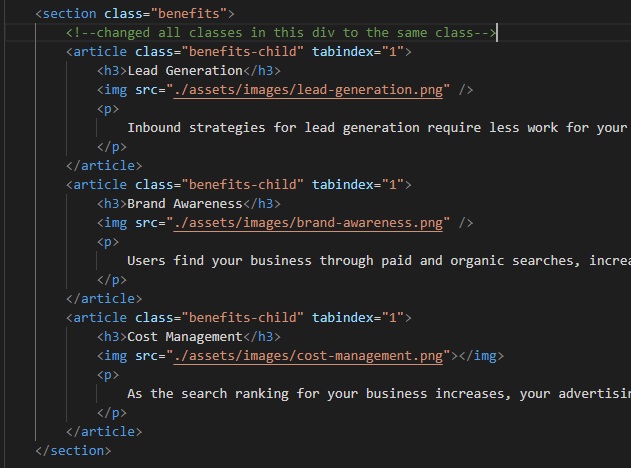 <section class="benefits">
<!--changed all classes in this div to the same class-->
<article class="benefits-child" tabindex="1">
<h3>Lead Generation</h3>
<img src="./assets/images/lead-generation.png" />
<p>
Inbound strategies for lead generation require less work for your
</p>
</article>
<article class="benefits-child" tabindex="1">
<h3>Brand Awareness</h3>
<img src="./assets/images/brand-awareness.png" />
<p>
Users find your business through paid and organic searches, increa
</p>
</article>
<article class="benefits-child" tabindex="1">
<h3>Cost Management</h3>
<img src="./assets/images/cost-management.png"></img>
<p>
As the search ranking for your business increases, your advertisin
</p>
</article>
</section>